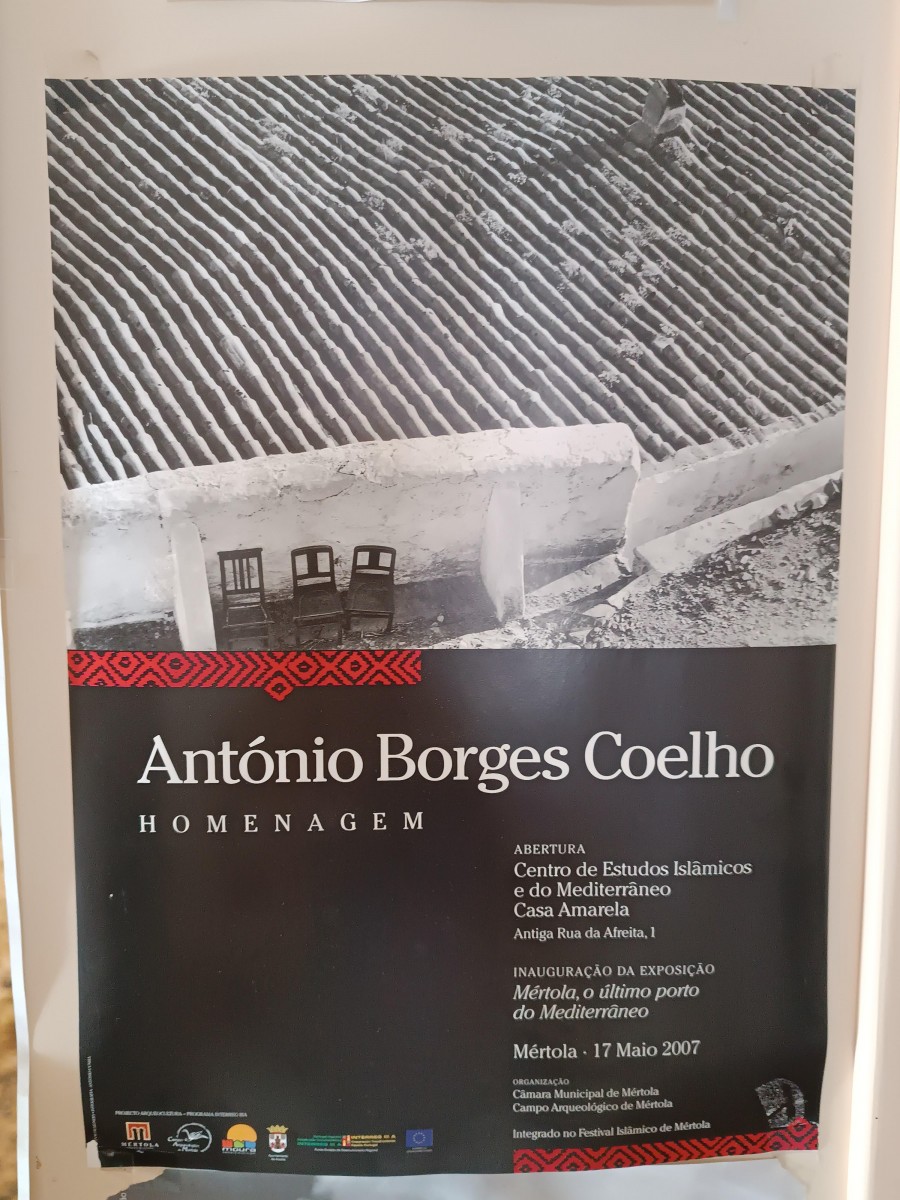 António Borges Coelho
HOMENAGEM
ABERTURA
Centro de Estudos Islâmicos
e do Mediterrâneo
Casa Amarela
Antiga Rua da Afreita, 1
INAUGURAÇÃO DA EXPOSIÇÃO
Mértola, o último porto
do Mediterrâneo
Mértola · 17 Maio 2007
ORGANIZAÇÃO
Câmara Municipal de Mértola
Campo Arqueológico de Mértola
Integrado no Festival Islâmico de Mértola
MÉRTOLA
moura
INTERREG III A